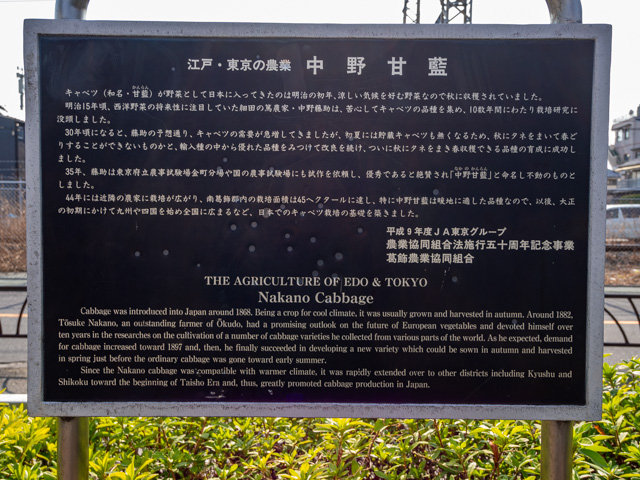 江戸・東京の農業 中野甘藍
キャベツ(和名・甘藍)が野菜として日本に入ってきたのは明治の初年、涼しい気候を好む野菜なので秋に収穫されていました。
明治15年頃、西洋野菜の将来性に注目していた細田の篤農家・中野藤助は、苦心してキャベツの品種を集め、10数年間にわたり栽培研究に
没頭しました。
30年頃になると、藤助の予想通り、キャベツの需要が急増してきましたが、初夏には貯蔵キャベツも無くなるため、秋にタネをまいて春ど
りすることができないものかと、輸入種の中から優れた品種をみつけて改良を続け、ついに秋にタネをまき春収穫できる品種の育成に成功し
ました。
35年、藤助は東京府立農事試験場金町分場や国の農事試験場にも試作を依頼し、優秀であると絶賛され「中野甘藍」と命名し不動のものと
しました。
44年には近隣の農家に栽培が広がり、南葛飾郡内の栽培面積は45ヘクタールに達し、特に中野甘藍は暖地に適した品種なので、以後、大正
の初期にかけて九州や四国を始め全国に広まるなど、日本でのキャベツ栽培の基礎を築きました。
平成9年度JA東京グループ
農業協同組合法施行五十周年記念事業
葛飾農業協同組合
THE AGRICULTURE OF EDO & TOKYO
Nakano Cabbage
Cabbage was introduced into Japan around 1868. Being a crop for cool climate, it was usually grown and harvested in autumn. Around 1882,
Tōsuke Nakano, an outstanding farmer of Ōkudo, had a promising outlook on the future of European vegetables and devoted himself over
ten years in the researches on the cultivation of a number of cabbage varieties he collected from various parts of the world. As he expected, demand
for cabbage increased toward 1897 and, then, he finally succeeded in developing a new variety which could be sown in autumn and harvested
in spring just before the ordinary cabbage was gone toward early summer.
Since the Nakano cabbage was compatible with warmer climate, it was rapidly extended over to other districts including Kyushu and
Shikoku toward the beginning of Taisho Era and, thus, greatly promoted cabbage production in Japan.